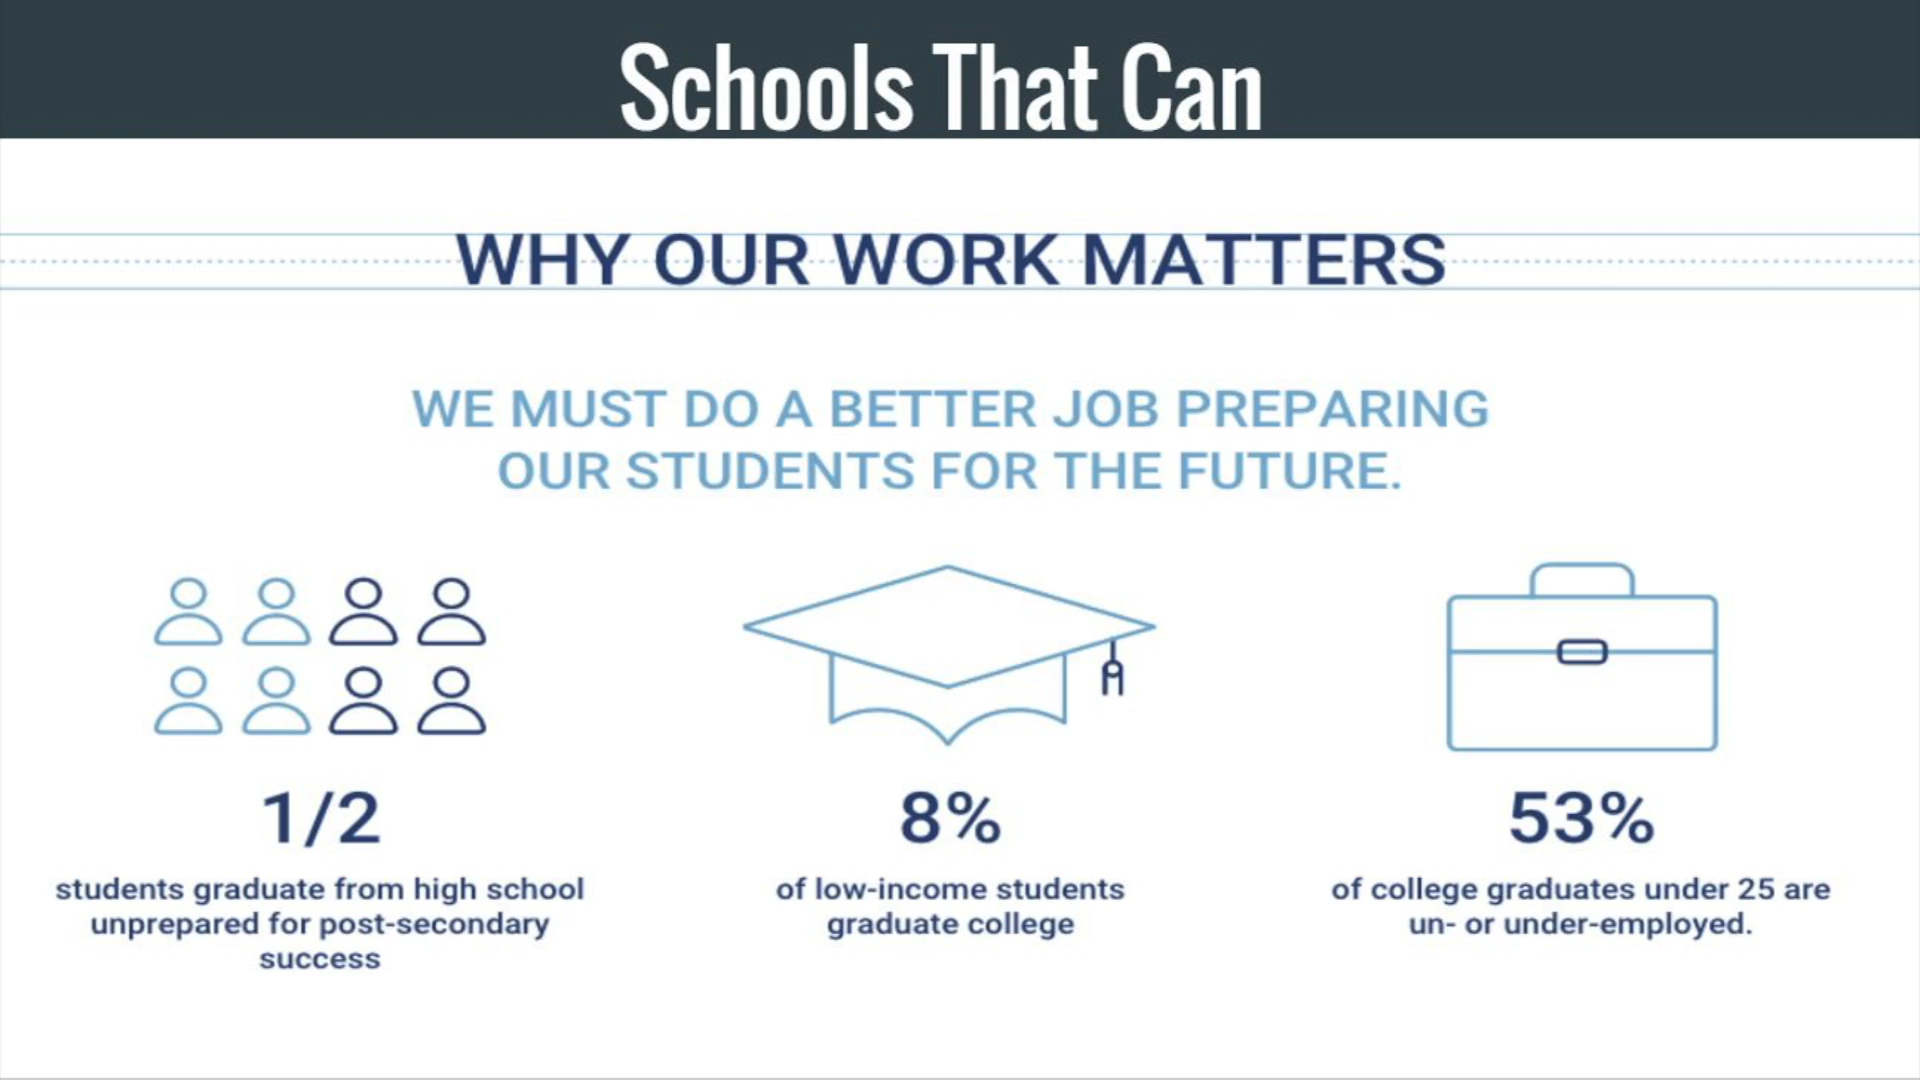 Schools That Can
WHY OUR WORK MATTERS
WE MUST DO A BETTER JOB PREPARING
OUR STUDENTS FOR THE FUTURE.
1/2
students graduate from high school
unprepared for post-secondary
success
8%
of low-income students
graduate college
53%
of college graduates under 25 are
un- or under-employed.